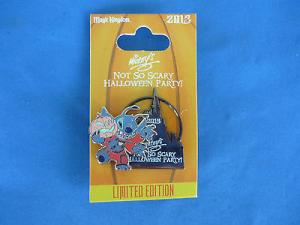 Magic Kingdom 2013
Mickey's
NOT SO SCARY
HALLOWEEN PARTY!
2013
Mickey's
NOT SO SCARY
HALLOWEEN PARTY!
LIMITED EDITION